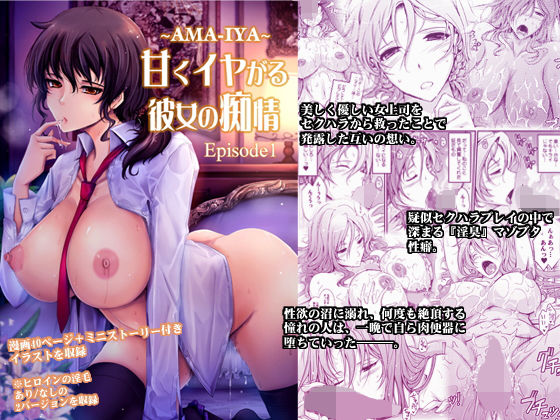 ~AMA-IYA~
甘くイヤがる
彼女の痴情
Episode1
漫画40ページ+ミニストーリー付き
イラストを収録
※ヒロインの淫毛
あり/なしの
2バージョンを収録
美しく優しい女上司を
セクハラから救ったことで
発露した互いの想い。
疑似セクハラプレイの中で
深まる『淫臭』マゾブタ
性癖。
性欲の沼に溺れ、何度も絶頂する
憧れの人は、一晩で自ら肉便器に
堕ちていった―――。